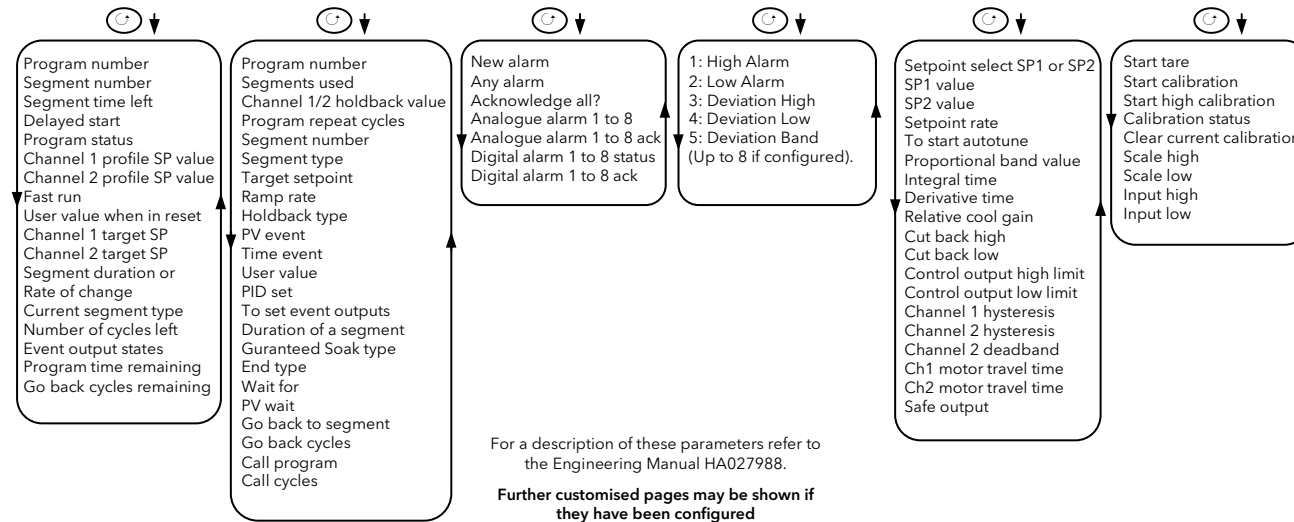 Program number
Segment number
Segment time left
Delayed start
Program status
Channel 1 profile SP value
Channel 2 profile SP value
Fast run
User value when in reset
Channel 1 target SP
Channel 2 target SP
Segment duration or
Rate of change
Current segment type
Number of cycles left
Event output states
Program time remaining
Go back cycles remaining
Program number
Segments used
Channel 1/2 holdback value
Program repeat cycles
Segment number
Segment type
Target setpoint
Ramp rate
Holdback type
PV event
Time event
User value
PID set
To set event outputs
Duration of a segment
Guranteed Soak type
End type
Wait for
PV wait
Go back to segment
Go back cycles
Call program
Call cycles
New alarm
Any alarm
Acknowledge all?
Analogue alarm 1 to 8
Analogue alarm 1 to 8 ack
Digital alarm 1 to 8 status
Digital alarm 1 to 8 ack
1: High Alarm
2: Low Alarm
3: Deviation High
4: Deviation Low
5: Deviation Band
(Up to 8 if configured).
Setpoint select SP1 or SP2
SP1 value
SP2 value
Setpoint rate
To start autotune
Proportional band value
Integral time
Derivative time
Relative cool gain
Cut back high
Cut back low
Control output high limit
Control output low limit
Channel 1 hysteresis
Channel 2 hysteresis
Channel 2 deadband
Ch1 motor travel time
Ch2 motor travel time
Safe output
Start tare
Start calibration
Start high calibration
Calibration status
Clear current calibration
Scale high
Scale low
Input high
Input low
For a description of these parameters refer to
the Engineering Manual HA027988.
Further customised pages may be shown if
they have been configured